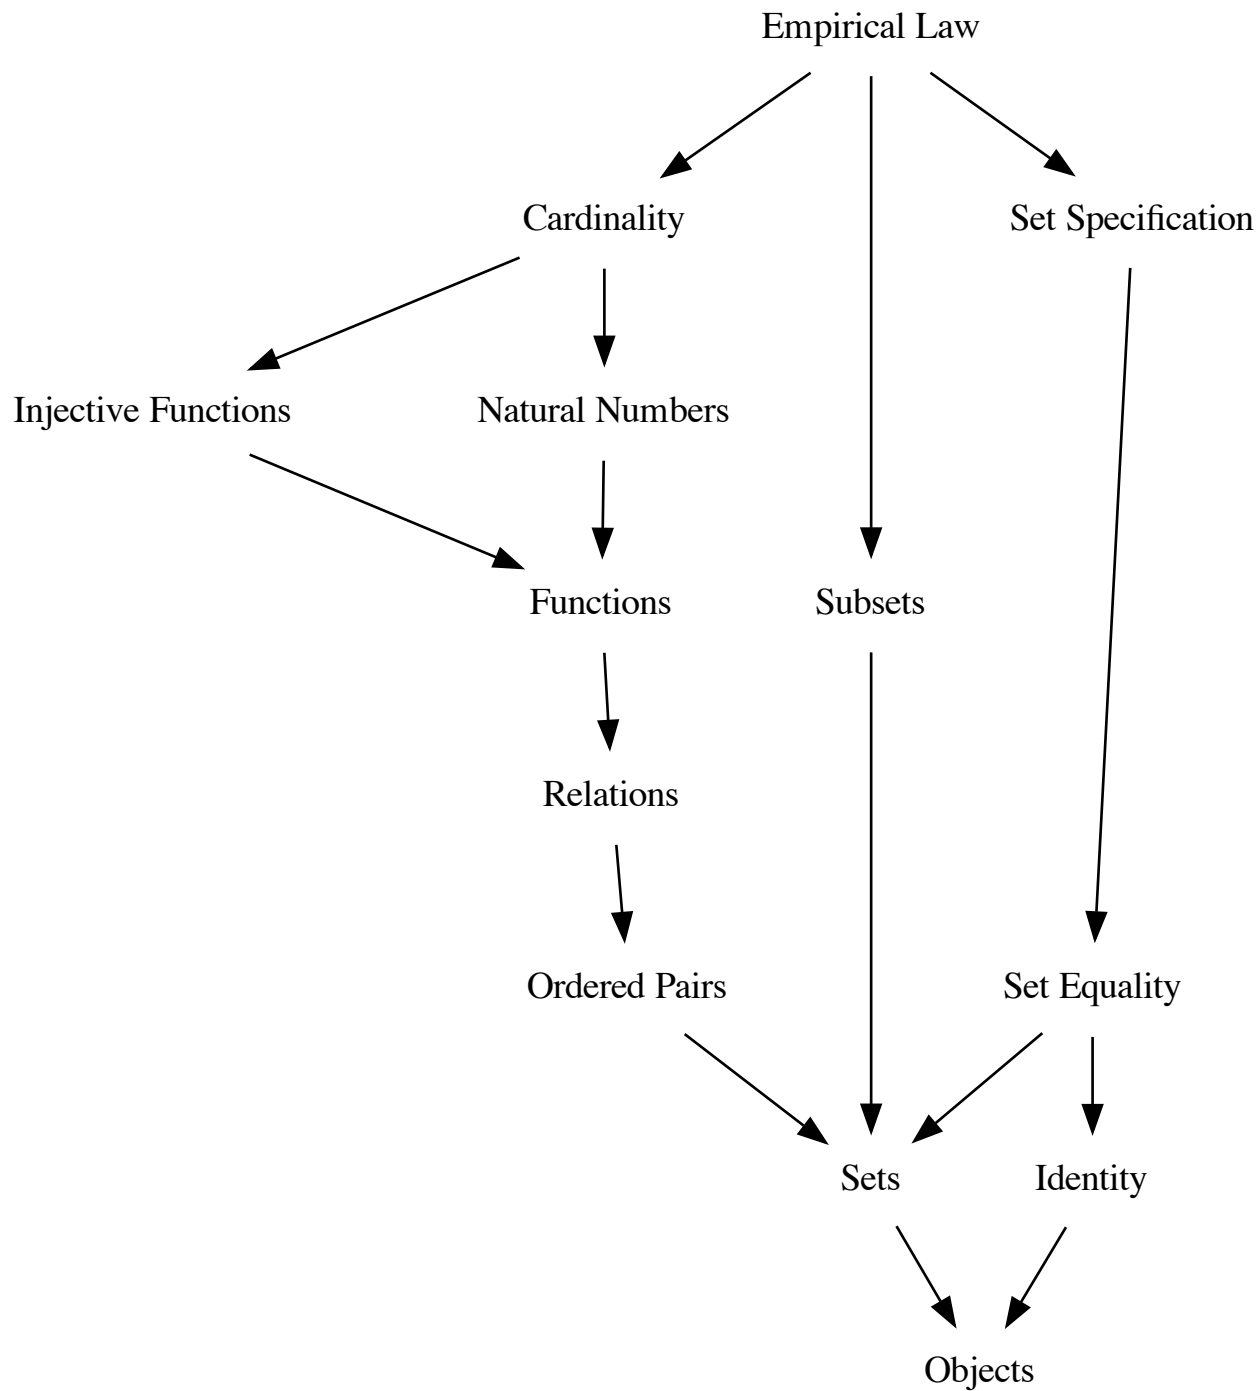 Empirical Law
Cardinality
Set Specification
Injective Functions
Natural Numbers
Functions
Subsets
Relations
Ordered Pairs
Set Equality
Sets
Identity
Objects